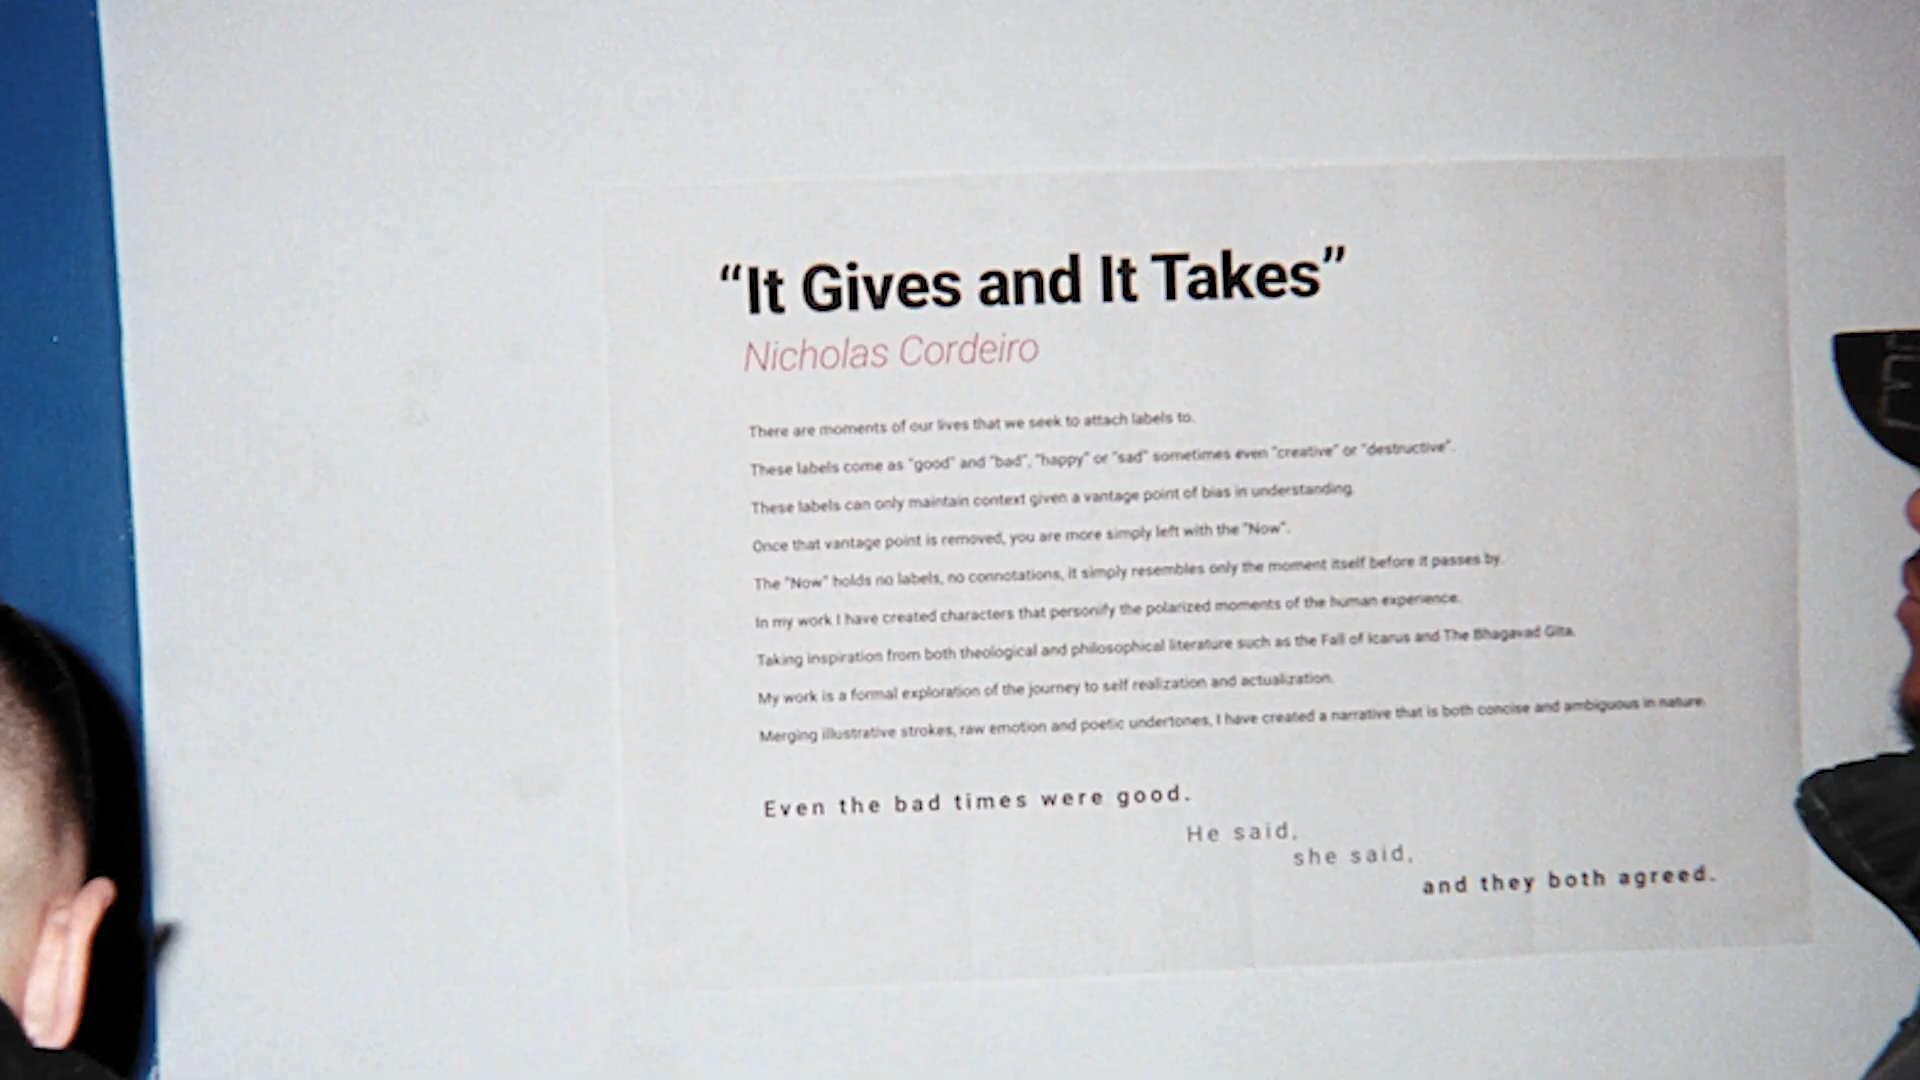 “It Gives and It Takes”
Nicholas Cordeiro
There are moments of our lives that we seek to attach labels to.
These labels come as “good” and “bad”, “happy” or “sad” sometimes even “creative” or “destructive”.
These labels can only maintain context given a vantage point of bias in understanding.
Once that vantage point is removed, you are more simply left with the “Now”.
The “Now” holds no labels, no connotations, it simply resembles only the moment itself before it passes by.
In my work I have created characters that personify the polarized moments of the human experience.
Taking inspiration from both theological and philosophical literature such as the Fall of Icarus and The Bhagavad Gita.
My work is a formal exploration of the journey to self realization and actualization.
Merging illustrative strokes, raw emotion and poetic undertones, I have created a narrative that is both concise and ambiguous in nature.
Even the bad times were good.
He said,
she said,
and they both agreed.